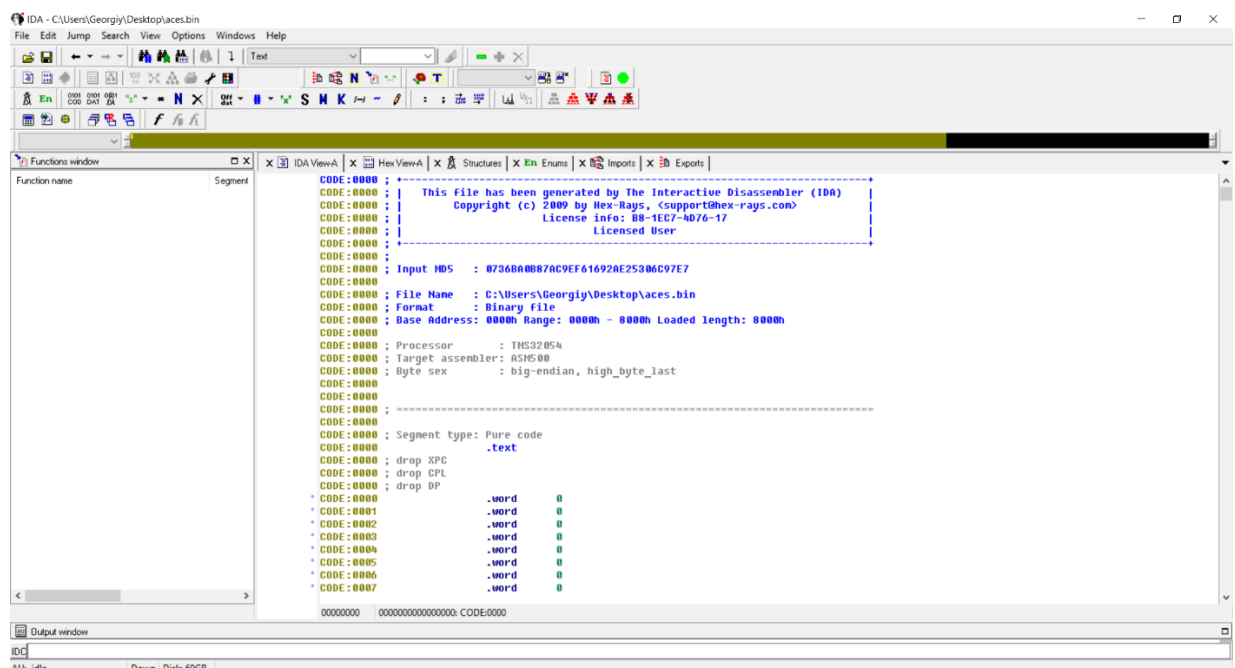 IDA - C:\Users\Georgiy\Desktop\aces.bin
File Edit Jump Search View Options Windows Help
Text
Functions window
IDA View-A Hex View-A Structures En Enums Imports Exports
Function name Segment
CODE:0000 ; +-------------------------------------------------------------------------+
CODE:0000 ; | This file has been generated by The Interactive Disassembler (IDA) |
CODE:0000 ; | Copyright (c) 2009 by Hex-Rays, <support@hex-rays.com> |
CODE:0000 ; | License info: B8-1EC7-4D76-17 |
CODE:0000 ; | Licensed User |
CODE:0000 ; +-------------------------------------------------------------------------+
CODE:0000 ;
CODE:0000 ; Input MD5 : 0736BA0B87AC9EF61692AE25306C97E7
CODE:0000
CODE:0000 ; File Name : C:\Users\Georgiy\Desktop\aces.bin
CODE:0000 ; Format : Binary file
CODE:0000 ; Base Address: 0000h Range: 0000h - 8000h Loaded length: 8000h
CODE:0000
CODE:0000 ; Processor : TMS32054
CODE:0000 ; Target assembler: ASM500
CODE:0000 ; Byte sex : big-endian, high_byte_last
CODE:0000
CODE:0000
CODE:0000 ; ===========================================================================
CODE:0000
CODE:0000 ; Segment type: Pure code
CODE:0000 .text
CODE:0000 ; drop XPC
CODE:0000 ; drop CPL
CODE:0000 ; drop DP
CODE:0000 .word 0
CODE:0001 .word 0
CODE:0002 .word 0
CODE:0003 .word 0
CODE:0004 .word 0
CODE:0005 .word 0
CODE:0006 .word 0
CODE:0007 .word 0
00000000 0000000000000000: CODE:0000
Output window
IDC
AU: idle Down Disk: 60GB